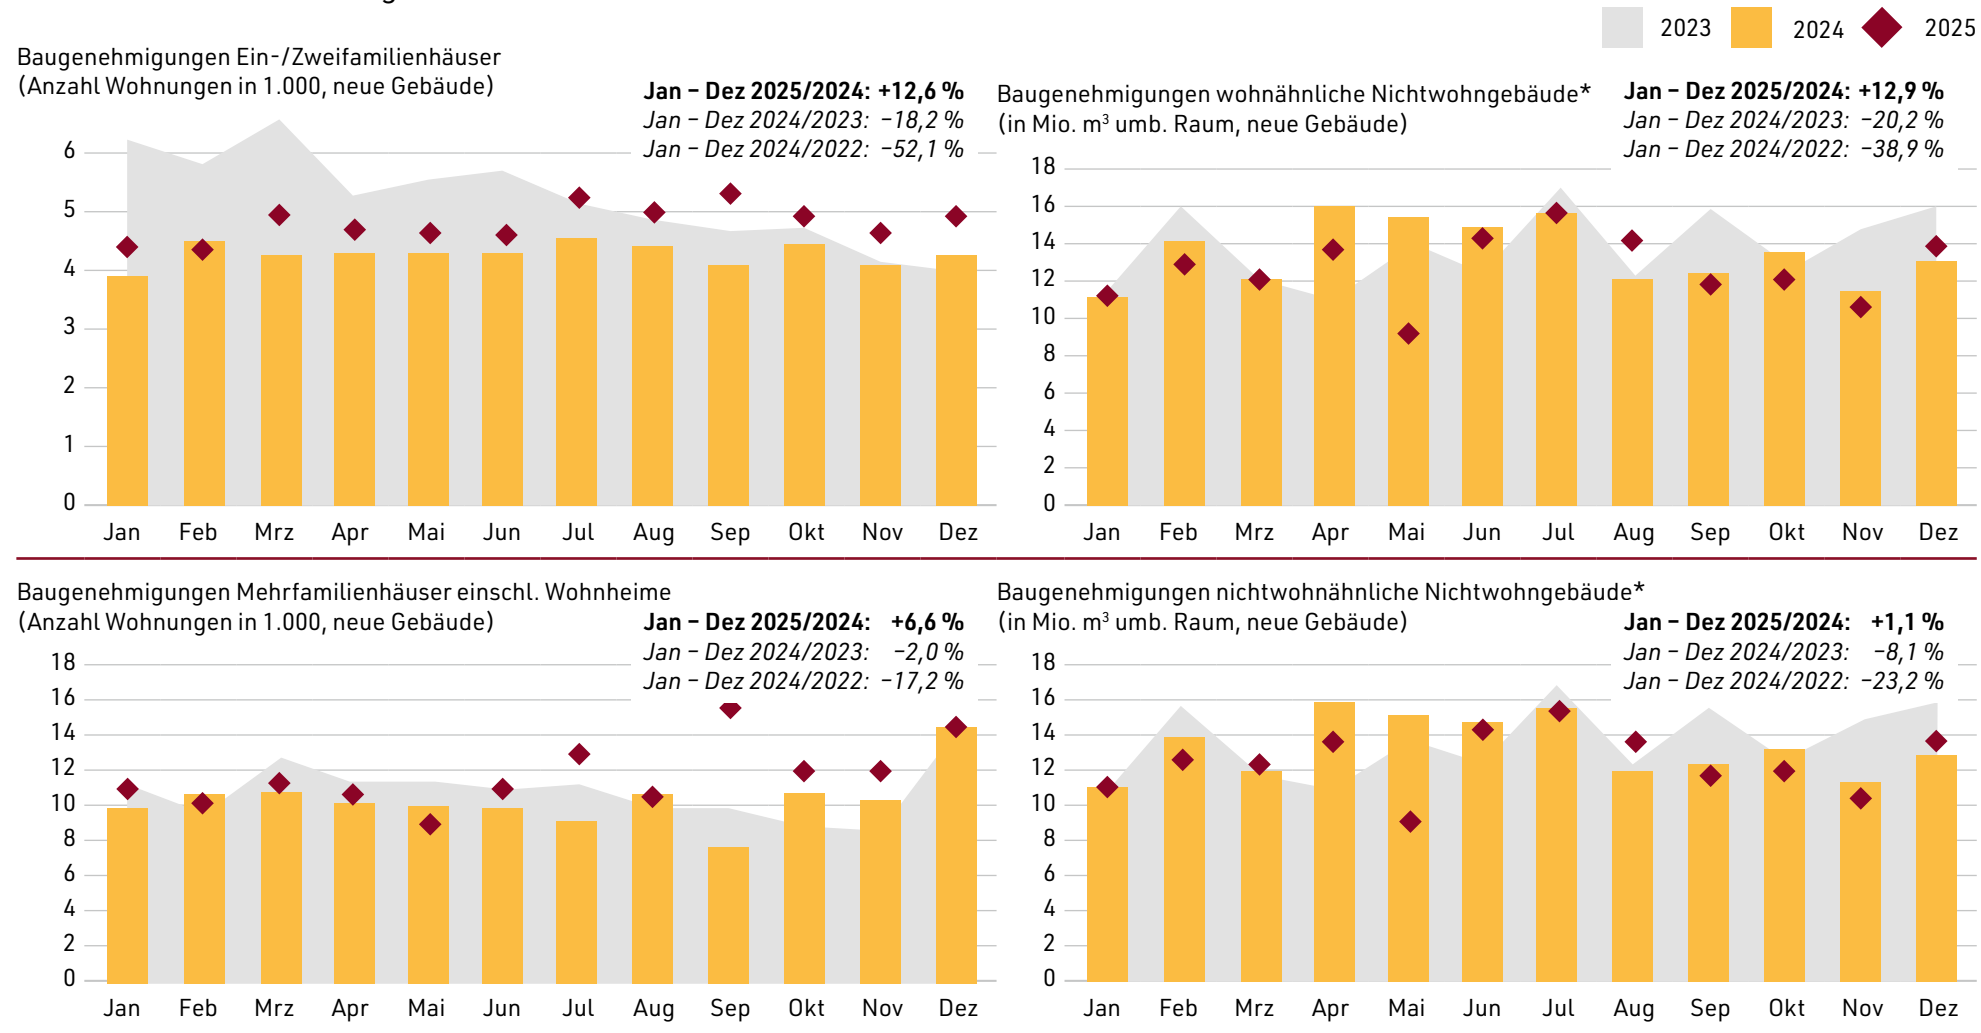 2023 2024 2025
Baugenehmigungen Ein-/Zweifamilienhäuser
(Anzahl Wohnungen in 1.000, neue Gebäude)
Jan – Dez 2025/2024: +12,6 %
Jan – Dez 2024/2023: −18,2 %
Jan – Dez 2024/2022: −52,1 %
6
5
4
3
2
1
0
Jan Feb Mrz Apr Mai Jun Jul Aug Sep Okt Nov Dez
Baugenehmigungen wohnähnliche Nichtwohngebäude*
(in Mio. m³ umb. Raum, neue Gebäude)
Jan – Dez 2025/2024: +12,9 %
Jan – Dez 2024/2023: −20,2 %
Jan – Dez 2024/2022: −38,9 %
18
16
14
12
10
8
6
4
2
0
Jan Feb Mrz Apr Mai Jun Jul Aug Sep Okt Nov Dez
Baugenehmigungen Mehrfamilienhäuser einschl. Wohnheime
(Anzahl Wohnungen in 1.000, neue Gebäude)
Jan – Dez 2025/2024: +6,6 %
Jan – Dez 2024/2023: −2,0 %
Jan – Dez 2024/2022: −17,2 %
18
16
14
12
10
8
6
4
2
0
Jan Feb Mrz Apr Mai Jun Jul Aug Sep Okt Nov Dez
Baugenehmigungen nichtwohnähnliche Nichtwohngebäude*
(in Mio. m³ umb. Raum, neue Gebäude)
Jan – Dez 2025/2024: +1,1 %
Jan – Dez 2024/2023: −8,1 %
Jan – Dez 2024/2022: −23,2 %
18
16
14
12
10
8
6
4
2
0
Jan Feb Mrz Apr Mai Jun Jul Aug Sep Okt Nov Dez